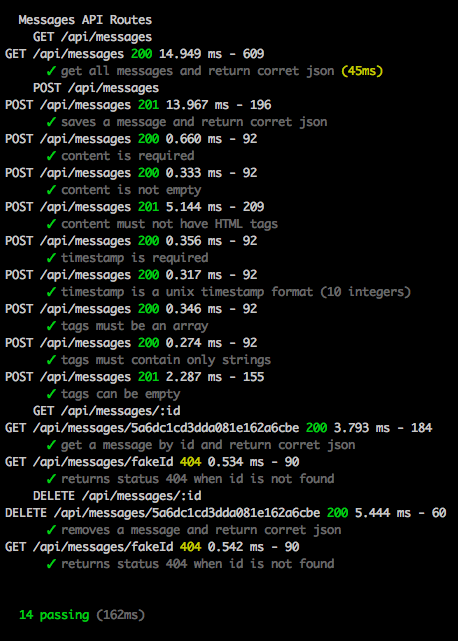 Messages API Routes
GET /api/messages
GET /api/messages 200 14.949 ms - 609
✓ get all messages and return corret json (45ms)
POST /api/messages
POST /api/messages 201 13.967 ms - 196
✓ saves a message and return corret json
POST /api/messages 200 0.660 ms - 92
✓ content is required
POST /api/messages 200 0.333 ms - 92
✓ content is not empty
POST /api/messages 201 5.144 ms - 209
✓ content must not have HTML tags
POST /api/messages 200 0.356 ms - 92
✓ timestamp is required
POST /api/messages 200 0.317 ms - 92
✓ timestamp is a unix timestamp format (10 integers)
POST /api/messages 200 0.346 ms - 92
✓ tags must be an array
POST /api/messages 200 0.274 ms - 92
✓ tags must contain only strings
POST /api/messages 201 2.287 ms - 155
✓ tags can be empty
GET /api/messages/:id
GET /api/messages/5a6dc1cd3dda081e162a6cbe 200 3.793 ms - 184
✓ get a message by id and return corret json
GET /api/messages/fakeId 404 0.534 ms - 90
✓ returns status 404 when id is not found
DELETE /api/messages/:id
DELETE /api/messages/5a6dc1cd3dda081e162a6cbe 200 5.444 ms - 60
✓ removes a message and return corret json
GET /api/messages/fakeId 404 0.542 ms - 90
✓ returns status 404 when id is not found
14 passing (162ms)